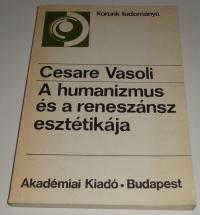 Korunk tudománya
Cesare Vasoli
A humanizmus
és a reneszánsz
esztétikája
Akadémiai Kiadó • Budapest